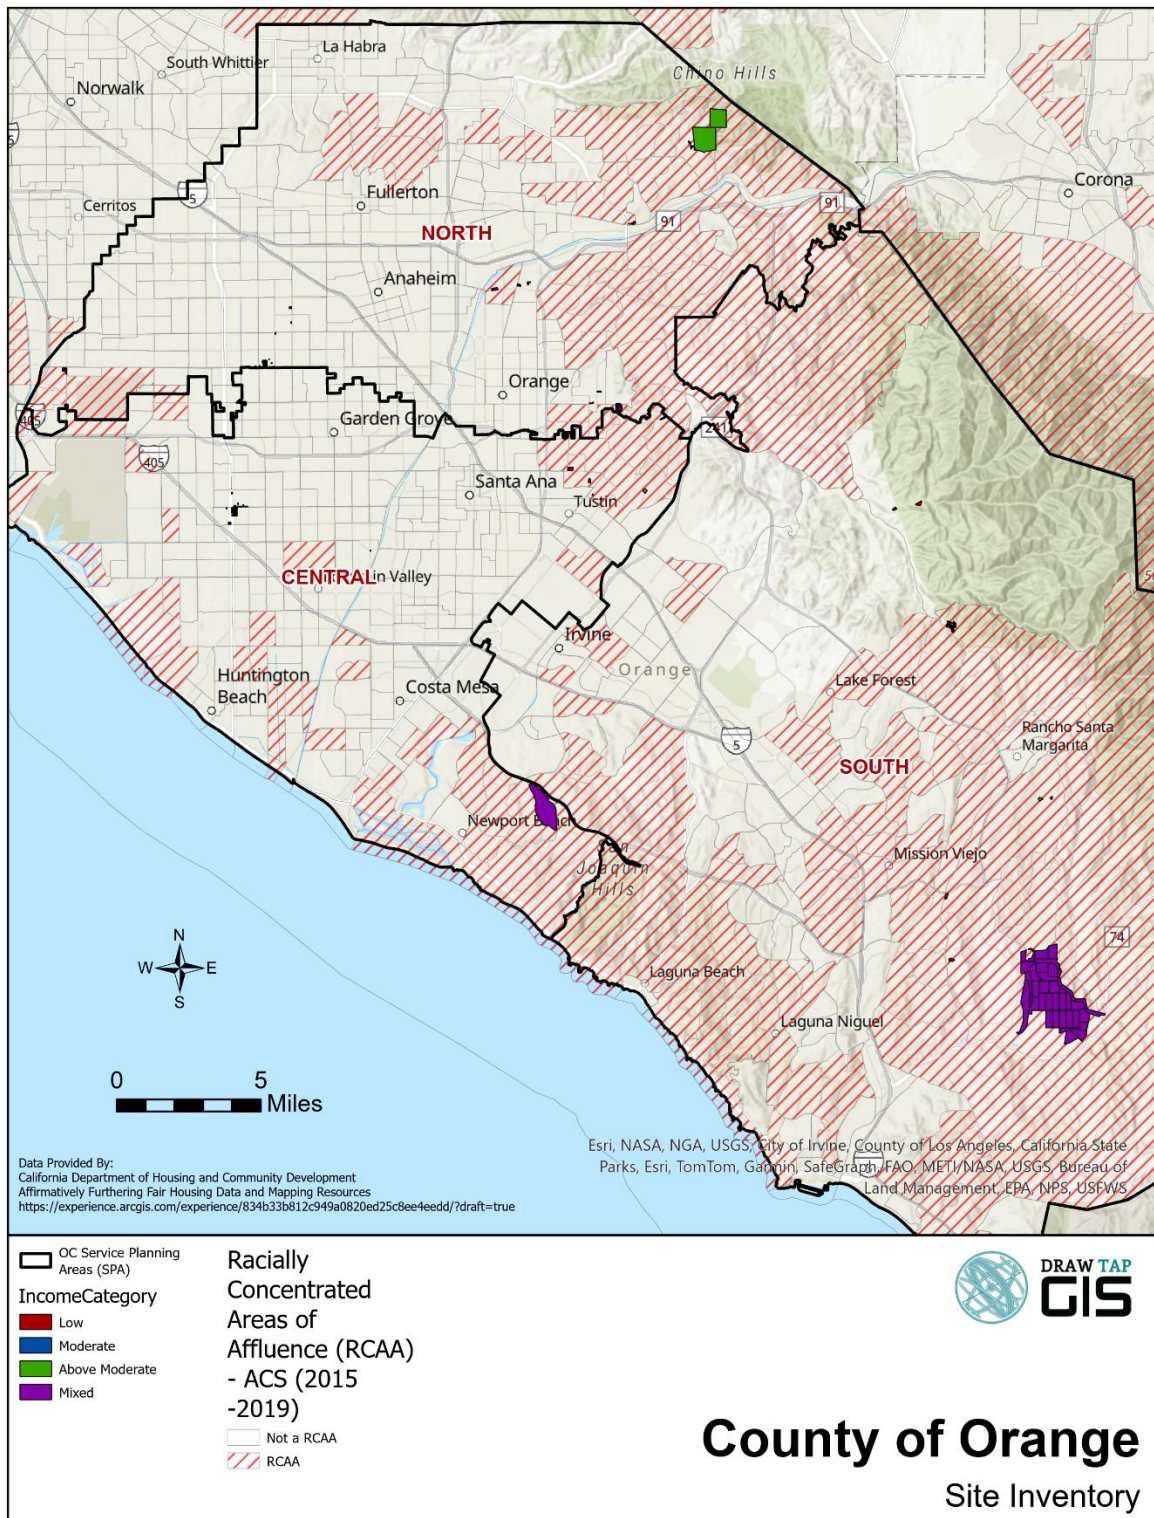 La Habra
South Whittier
Chino Hills
Norwalk
5
Corona
5
Fullerton
91
Cerritos
91
NORTH
Anaheim
Orange
405
Garden Grove
241
405
Santa Ana
Tustin
CENTRAL
in Valley
Irvine
Orange
Huntington
Beach
Costa Mesa
Lake Forest
Rancho Santa
Margarita
5
SOUTH
Newport Beach
San
Joaquin
Hills
Mission Viejo
74
N
W E
S
Laguna Beach
Laguna Niguel
0 5
Miles
Esri, NASA, NGA, USGS, City of Irvine, County of Los Angeles, California State
Parks, Esri, TomTom, Garmin, SafeGraph, FAO, METI/NASA, USGS, Bureau of
Land Management, EPA, NPS, USFWS
Data Provided By:
California Department of Housing and Community Development
Affirmatively Furthering Fair Housing Data and Mapping Resources
https://experience.arcgis.com/experience/834b33b812c949a0820ed25c8ee4eedd/?draft=true
OC Service Planning
Areas (SPA)
IncomeCategory
Low
Moderate
Above Moderate
Mixed
Racially
Concentrated
Areas of
Affluence (RCAA)
- ACS (2015
-2019)
Not a RCAA
RCAA
DRAW TAP
GIS
County of Orange
Site Inventory